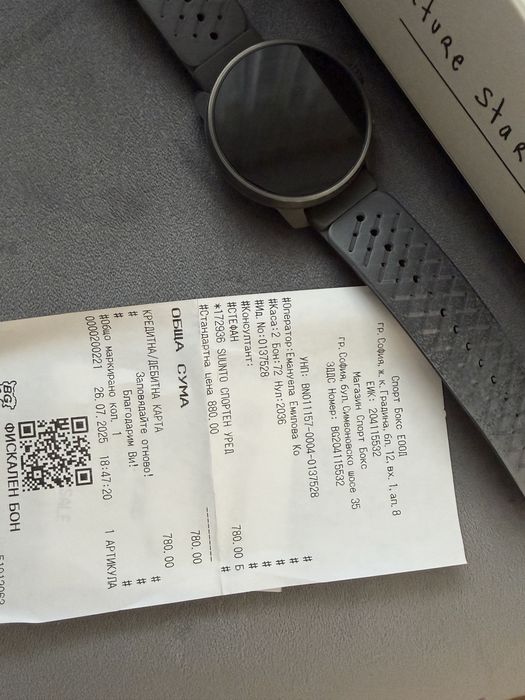 ture Star
Спорт Бокс ЕООД
гр. София, ж. к. Градина, бл. 12, вх. 1, ап. 8
ЕИК: 204115532
Магазин Спорт Бокс
гр. София, бул. Симеоновско шосе 35
ЗДДС Номер: BG204115532
УНП: BN011157-0004-0137528
#Оператор:Емануела Емилова Ко #
#Каса:2 Бон:72 Нул:2036 #
#Ид No:0137528 #
#Консултант: #
#СТЕФАН #
*172936 SUUNTO СПОРТЕН УРЕД 780.00 Б
#Стандартна цена 880.00 #
ОБЩА СУМА 780.00
КРЕДИТНА/ДЕБИТНА КАРТА 780.00
# Заповядайте отново! #
# Благодарим Ви! #
#Общо маркирано кол. 1 #
0000200221 26.07.2025 18:47:20 1 АРТИКУЛА
BG
ФИСКАЛЕН БОН